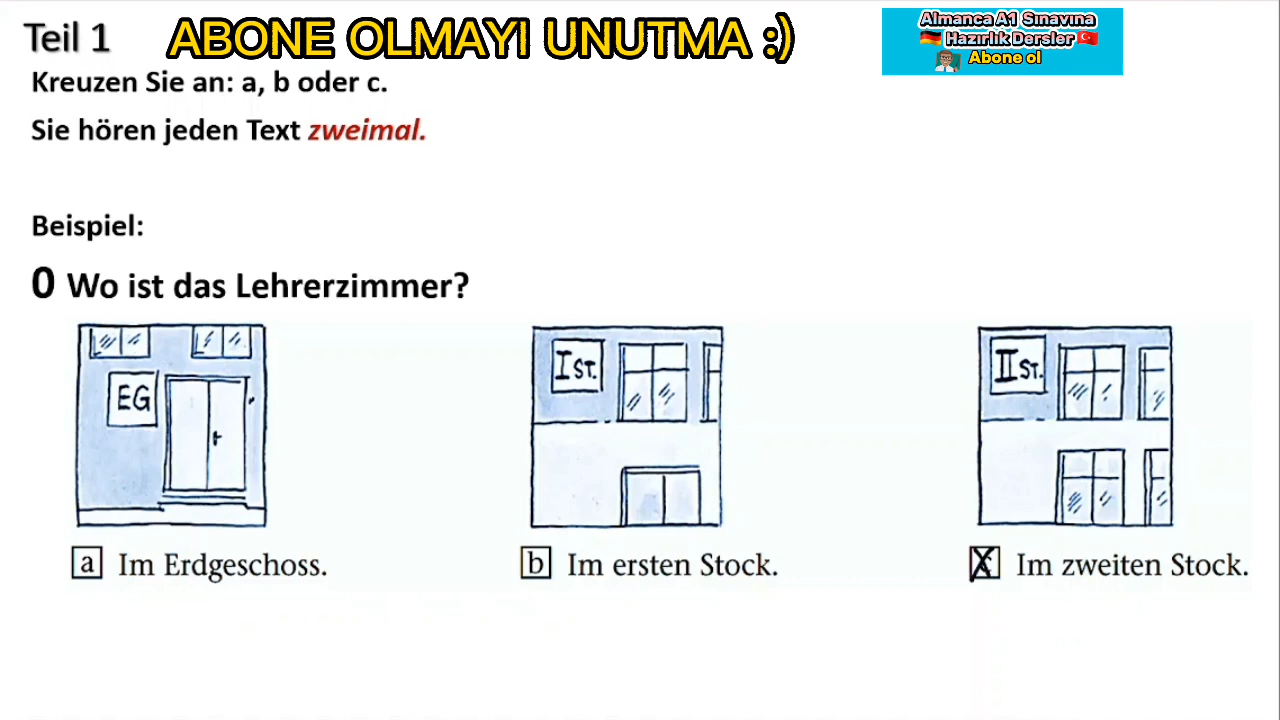 Teil 1
ABONE OLMAYI UNUTMA :)
Almanca A1 Sınavına
Hazırlık Dersler
Abone ol
Kreuzen Sie an: a, b oder c.
Sie hören jeden Text zweimal.
Beispiel:
0 Wo ist das Lehrerzimmer?
EG
I ST.
II ST.
a Im Erdgeschoss.
b Im ersten Stock.
Im zweiten Stock.